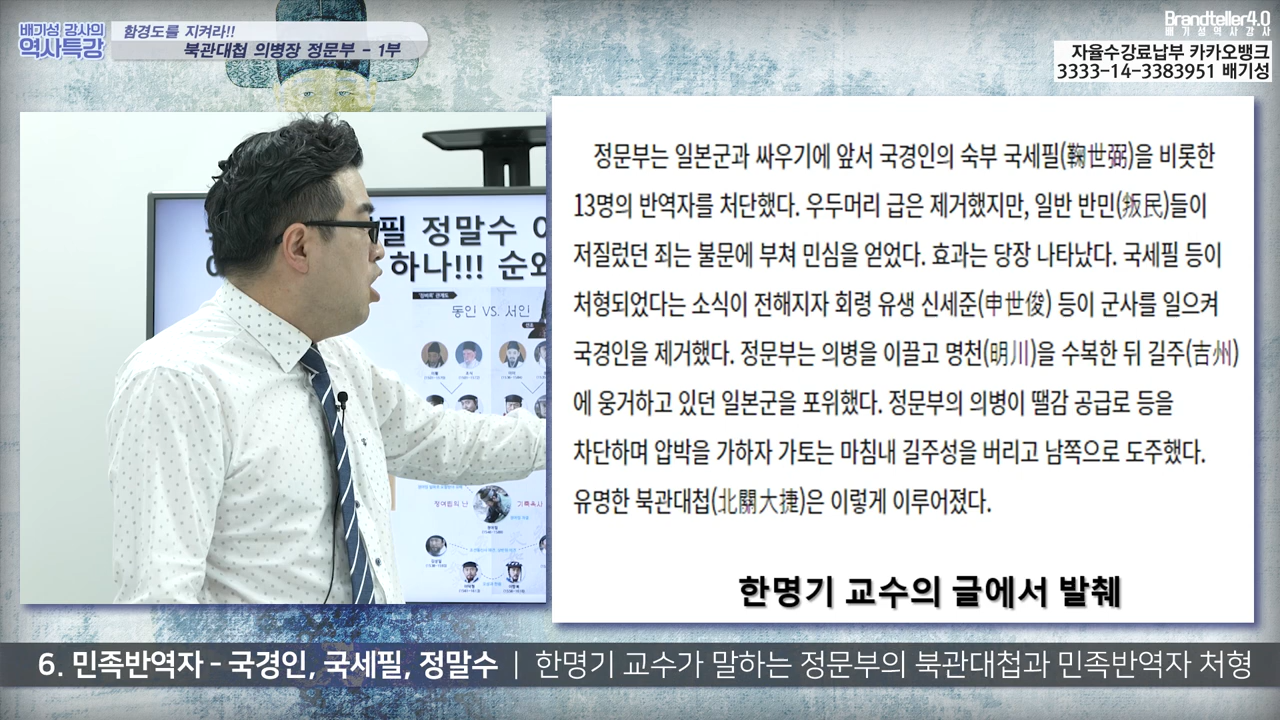 배기성 강사의
역사특강
함경도를 지켜라!!
북관대첩 의병장 정문부 - 1부
Brandteller4.0
배기성역사강사
자율수강료납부 카카오뱅크
3333-14-3383951 배기성
필 정말수
하나!!! 순
동인 VS. 서인
정문부는 일본군과 싸우기에 앞서 국경인의 숙부 국세필(鞠世弼)을 비롯한
13명의 반역자를 처단했다. 우두머리 급은 제거했지만, 일반 반민(叛民)들이
저질렀던 죄는 불문에 부쳐 민심을 얻었다. 효과는 당장 나타났다. 국세필 등이
처형되었다는 소식이 전해지자 회령 유생 신세준(申世俊) 등이 군사를 일으켜
국경인을 제거했다. 정문부는 의병을 이끌고 명천(明川)을 수복한 뒤 길주(吉州)
에 웅거하고 있던 일본군을 포위했다. 정문부의 의병이 땔감 공급로 등을
차단하며 압박을 가하자 가토는 마침내 길주성을 버리고 남쪽으로 도주했다.
유명한 북관대첩(北關大捷)은 이렇게 이루어졌다.
한명기 교수의 글에서 발췌
6. 민족반역자 - 국경인, 국세필, 정말수 | 한명기 교수가 말하는 정문부의 북관대첩과 민족반역자 처형